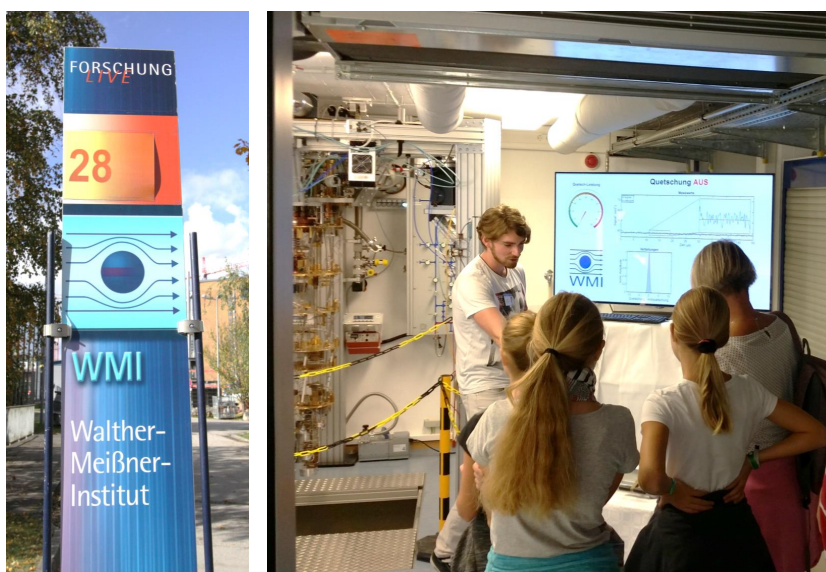 FORSCHUNG
LIVE
28
WMI
Walther-
Meißner-
Institut
Quetschung AUS
WMI